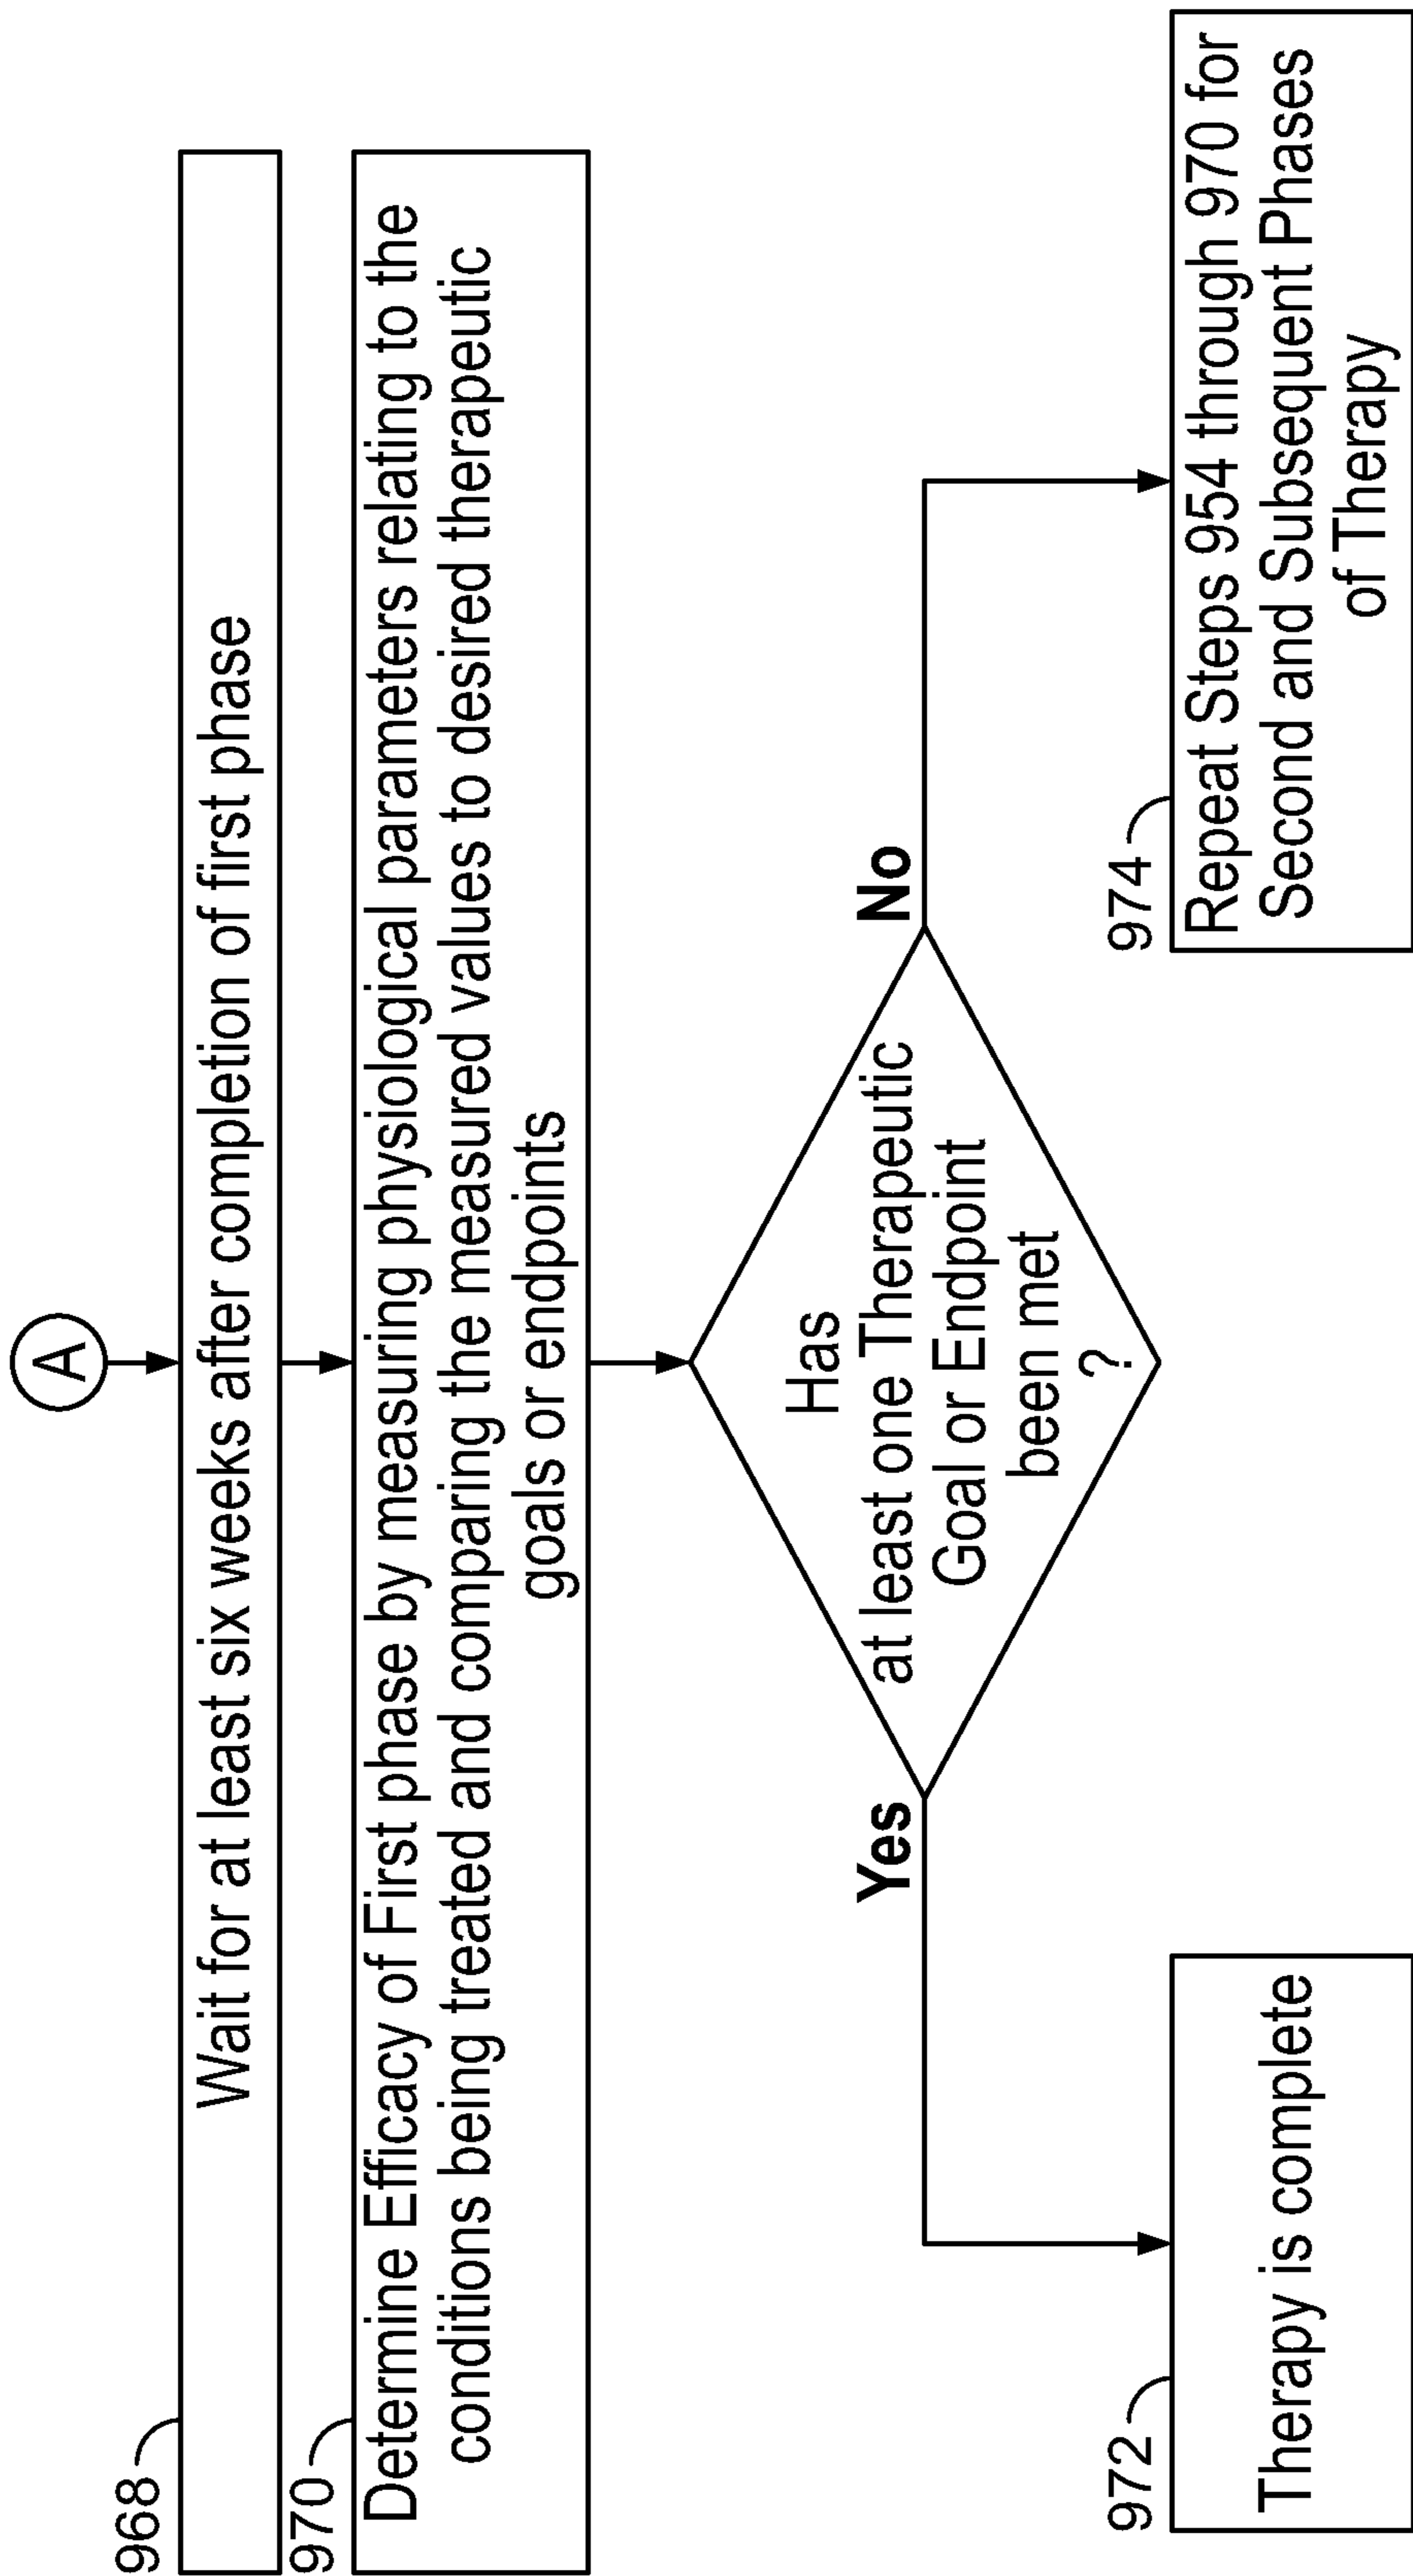 A
968
Wait for at least six weeks after completion of first phase
970
Determine Efficacy of First phase by measuring physiological parameters relating to the
conditions being treated and comparing the measured values to desired therapeutic
goals or endpoints
Has
at least one Therapeutic
Goal or Endpoint
been met
?
Yes
No
972
Therapy is complete
974
Repeat Steps 954 through 970 for
Second and Subsequent Phases
of Therapy